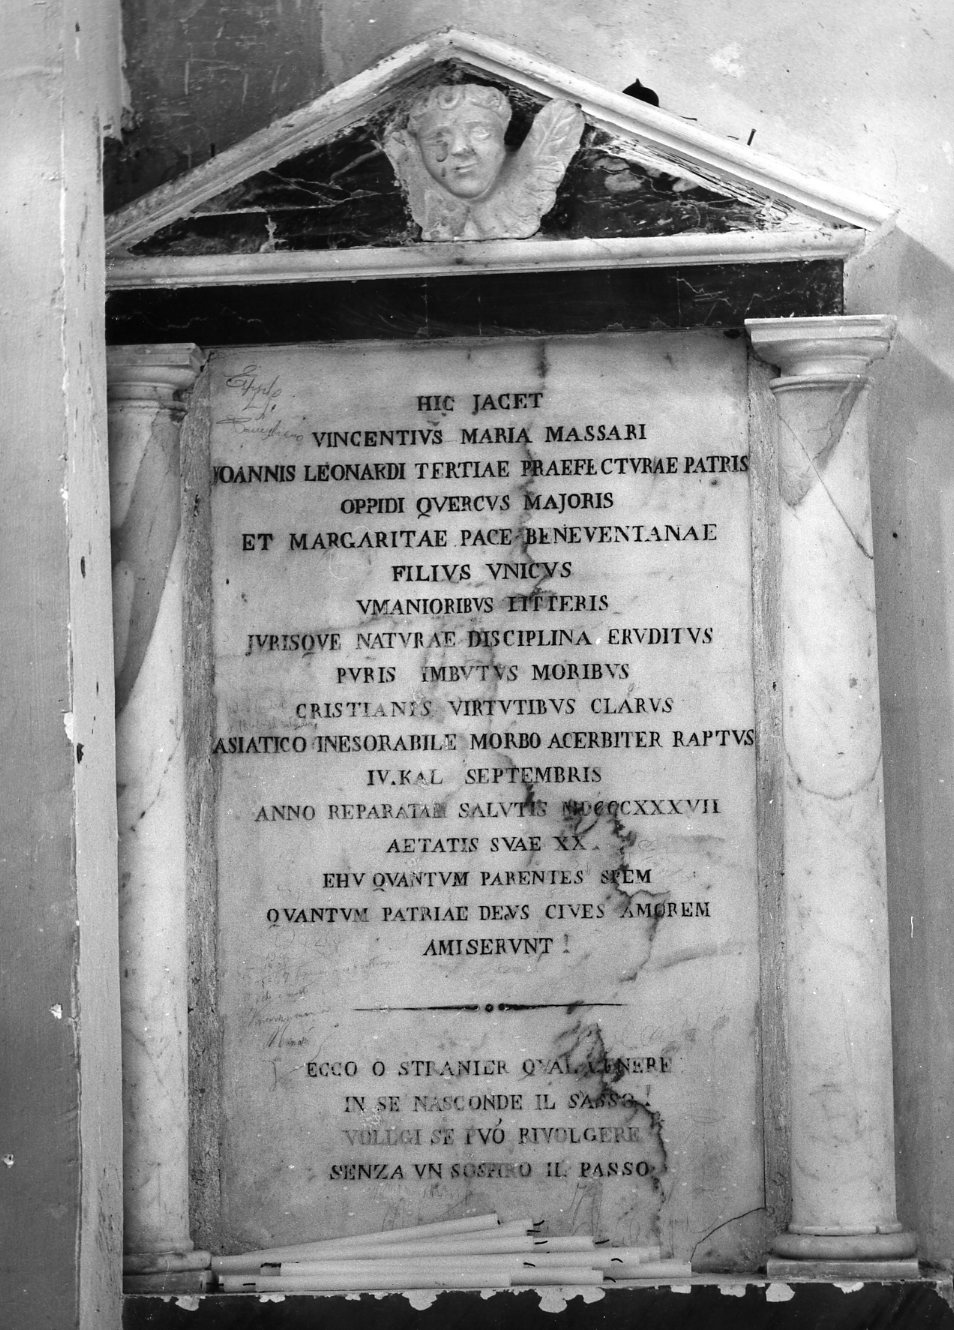 HIC JACET
VINCENTIVS MARIA MASSARI
IOANNIS LEONARDI TERTIAE PRAEFECTVRAE PATRIS
OPPIDI QVERCVS MAJORIS
ET MARGARITAE PACE BENEVENTANAE
FILIVS VNICVS
VMANIORIBVS LITTERIS
JVRISQVE NATVRAE DISCIPLINA ERVDITVS
PVRIS IMBVTVS MORIBVS
CRISTIANIS VIRTVTIBVS CLARVS
ASIATICO INESORABILE MORBO ACERBITER RAPTVS
IV.KAL SEPTEMBRIS
ANNO REPARATAE SALVTIS MDCCCXXXVII
AETATIS SVAE XX.
EHV QVANTVM PARENTES SPEM
QVANTVM PATRIAE DEVS CIVES AMOREM
AMISERVNT !
ECCO O STRANIER QVAL CENERE
IN SE NASCONDE IL SASSO !
VOLLGI SE PVÓ RIVOLGERE
SENZA VN SOSPIRO IL PASSO